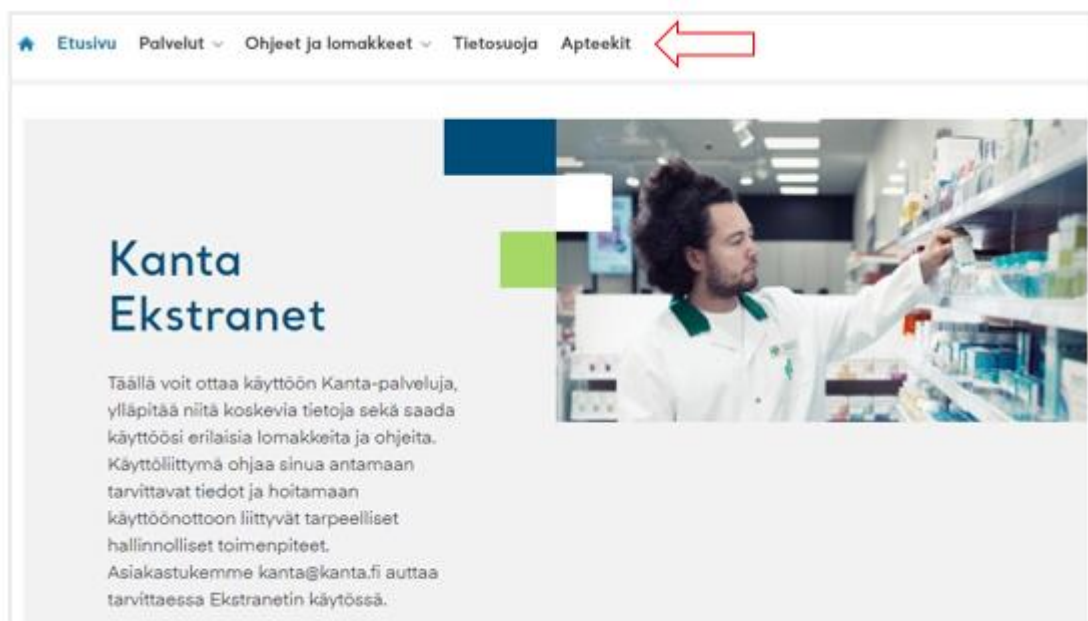 Etusivu Palvelut Ohjeet ja lomakkeet Tietosuoja Apteekit
Kanta
Ekstranet
Täällä voit ottaa käyttöön Kanta-palveluja,
ylläpitää niitä koskevia tietoja sekä saada
käyttöösi erilaisia lomakkeita ja ohjeita.
Käyttöliittymä ohjaa sinua antamaan
tarvittavat tiedot ja hoitamaan
käyttöönottoon liittyvät tarpeelliset
hallinnolliset toimenpiteet.
Asiakastukemme kanta@kanta.fi auttaa
tarvittaessa Ekstranetin käytössä.